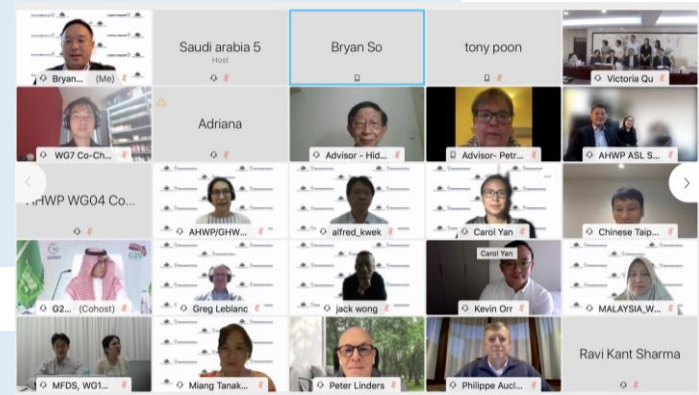 Bryan... (Me)
Saudi arabia 5
Host
Bryan So
tony poon
Victoria Qu
WG7 Co-Ch...
Adriana
Advisor - Hid...
Advisor- Petr...
AHWP ASL S...
AHWP WG04 Co...
AHWP/GHW...
alfred_kwek
Carol Yan
Chinese Taip...
G2... (Cohost)
Greg Leblanc
jack wong
Carol Yan
Kevin Orr
MALAYSIA_W...
MFDS, WG1...
Miang Tanak...
Peter Linders
Philippe Aucl...
Ravi Kant Sharma